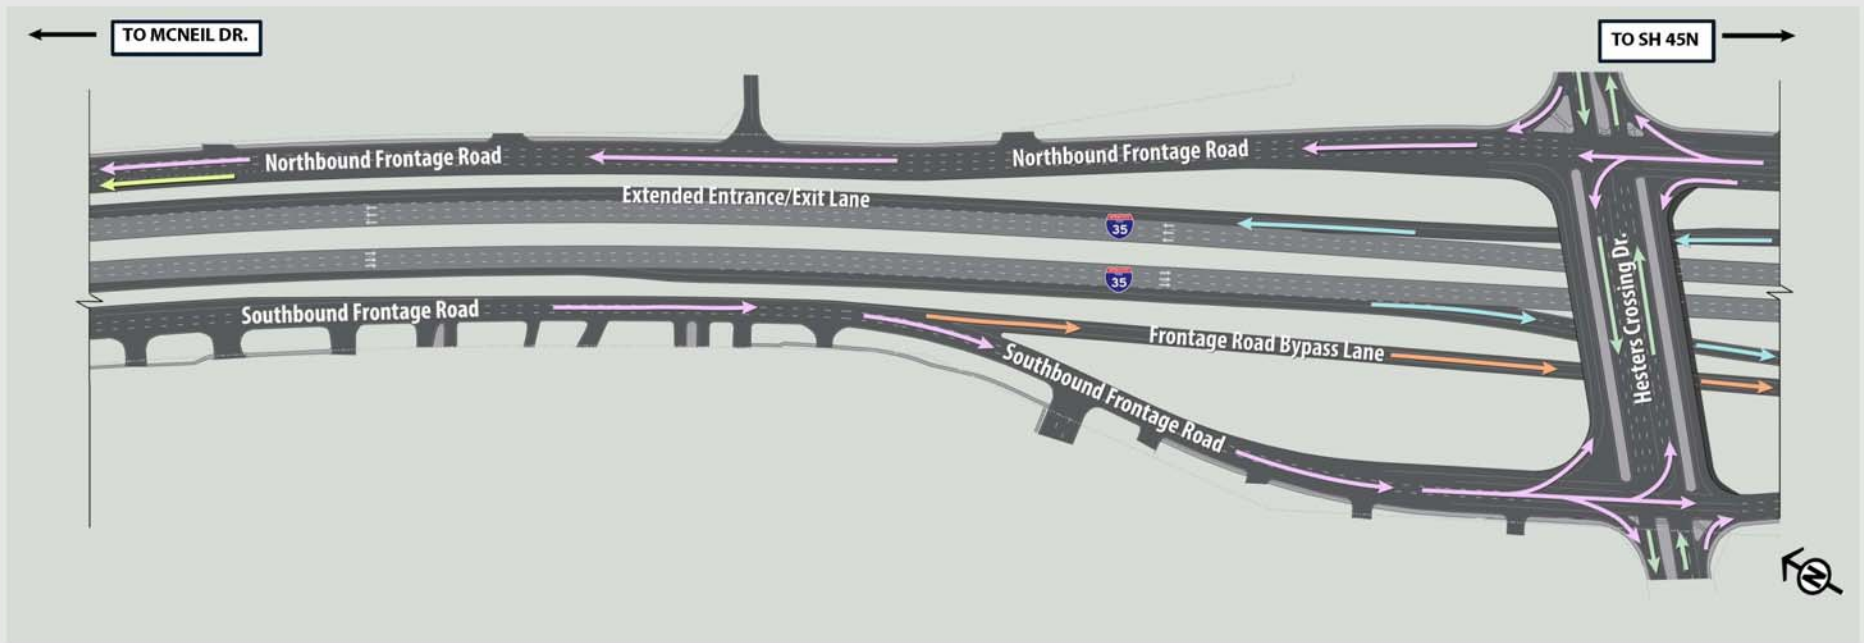 TO MCNEIL DR.
TO SH 45N
Northbound Frontage Road
Northbound Frontage Road
Extended Entrance/Exit Lane
35
35
Southbound Frontage Road
Frontage Road Bypass Lane
Southbound Frontage Road
Hesters Crossing Dr.
N